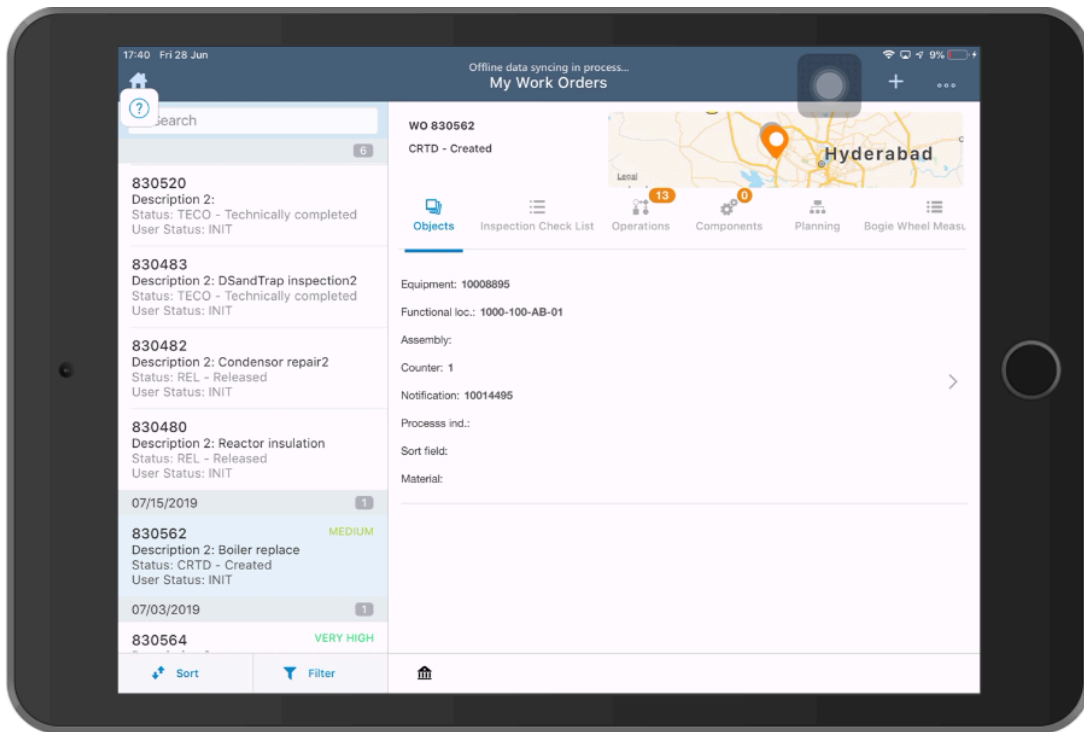 17:40 Fri 28 Jun
9%
Offline data syncing in process...
My Work Orders
Search
6
830520
Description 2:
Status: TECO - Technically completed
User Status: INIT
830483
Description 2: DSandTrap inspection2
Status: TECO - Technically completed
User Status: INIT
830482
Description 2: Condensor repair2
Status: REL - Released
User Status: INIT
830480
Description 2: Reactor insulation
Status: REL - Released
User Status: INIT
07/15/2019 1
830562 MEDIUM
Description 2: Boiler replace
Status: CRTD - Created
User Status: INIT
07/03/2019 1
830564 VERY HIGH
Sort Filter
WO 830562
CRTD - Created
Hyderabad
Legal
13 0
Objects Inspection Check List Operations Components Planning Bogie Wheel Measu
Equipment: 10008895
Functional loc.: 1000-100-AB-01
Assembly:
Counter: 1
Notification: 10014495
Processs ind.:
Sort field:
Material: